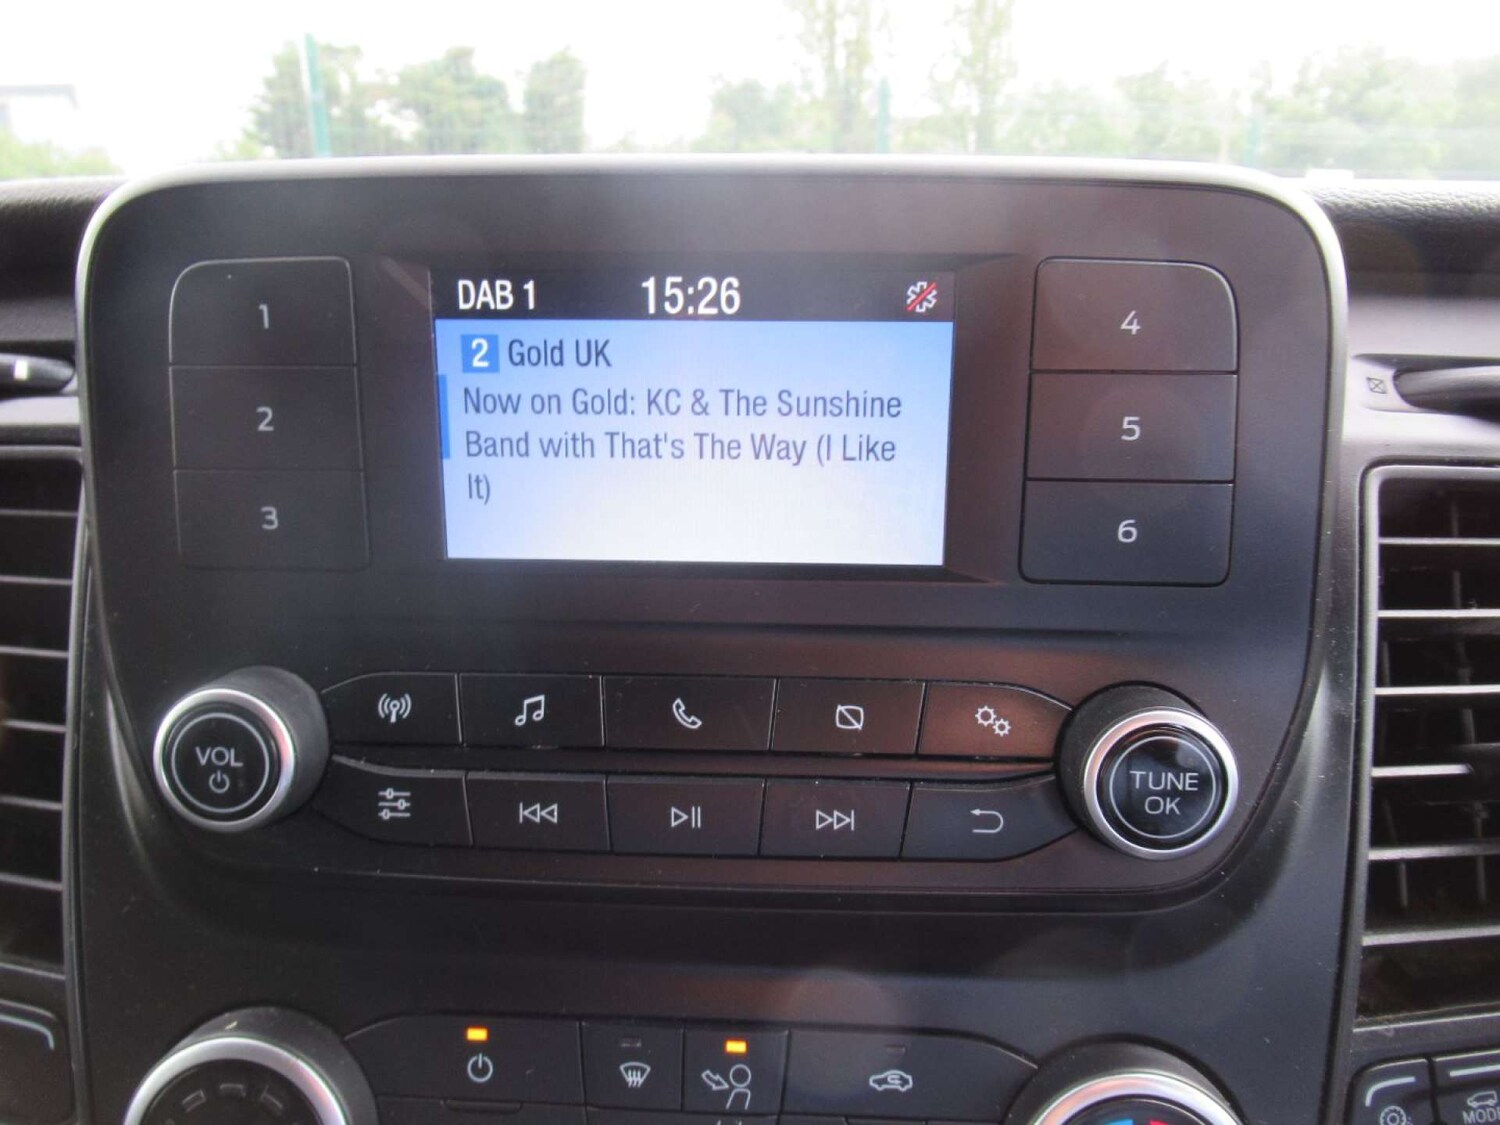 DAB 1 15:26
2 Gold UK
Now on Gold: KC & The Sunshine
Band with That's The Way (I Like
It)
1
2
3
4
5
6
VOL
TUNE
OK
MODE